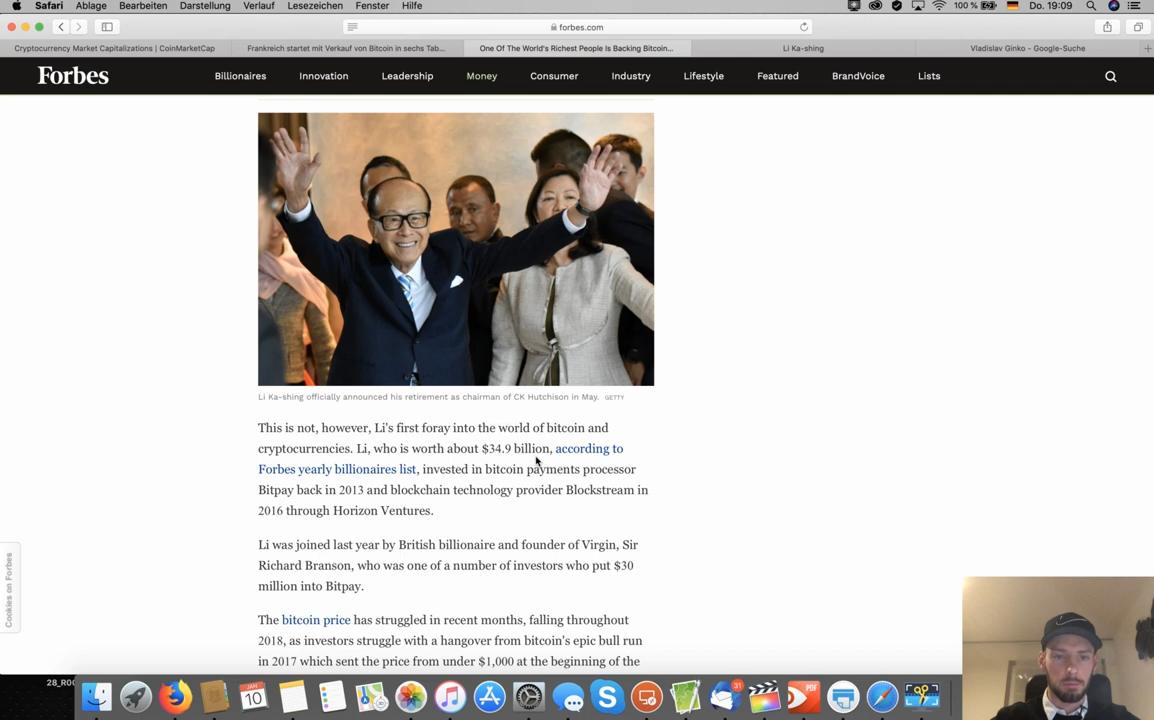 Safari Ablage Bearbeiten Darstellung Verlauf Lesezeichen Fenster Hilfe 100 % Do. 19:09
forbes.com
Cryptocurrency Market Capitalizations | CoinMarketCap Frankreich startet mit Verkauf von Bitcoin in sechs Tab... One Of The World's Richest People Is Backing Bitcoin... Li Ka-shing Vladislav Ginko - Google-Suche
Forbes Billionaires Innovation Leadership Money Consumer Industry Lifestyle Featured BrandVoice Lists
Li Ka-shing officially announced his retirement as chairman of CK Hutchison in May. GETTY
This is not, however, Li's first foray into the world of bitcoin and
cryptocurrencies. Li, who is worth about $34.9 billion, according to
Forbes yearly billionaires list, invested in bitcoin payments processor
Bitpay back in 2013 and blockchain technology provider Blockstream in
2016 through Horizon Ventures.
Li was joined last year by British billionaire and founder of Virgin, Sir
Richard Branson, who was one of a number of investors who put $30
million into Bitpay.
The bitcoin price has struggled in recent months, falling throughout
2018, as investors struggle with a hangover from bitcoin's epic bull run
in 2017 which sent the price from under $1,000 at the beginning of the
Cookies on Forbes
JAN
10
31
PDF